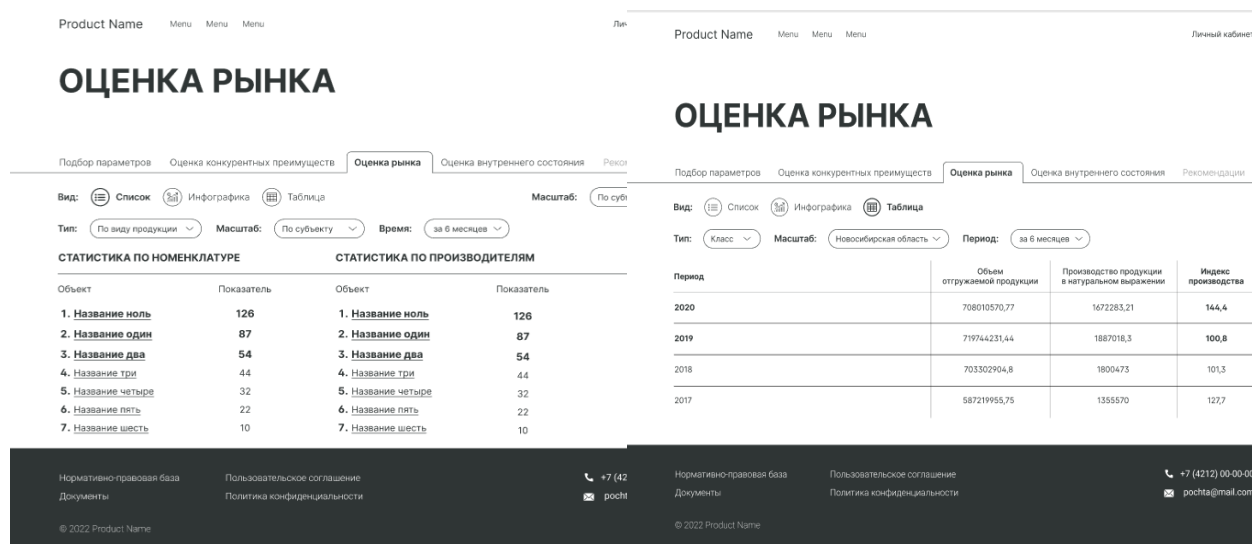 Product Name Menu Menu Menu
ОЦЕНКА РЫНКА
Подбор параметров Оценка конкурентных преимуществ Оценка рынка Оценка внутреннего состояния
Вид: Список Инфографика Таблица Масштаб:
Тип: По виду продукции Масштаб: По субъекту Время: за 6 месяцев
СТАТИСТИКА ПО НОМЕНКЛАТУРЕ СТАТИСТИКА ПО ПРОИЗВОДИТЕЛЯМ
Объект Показатель Объект Показатель
1. Название ноль 126 1. Название ноль 126
2. Название один 87 2. Название один 87
3. Название два 54 3. Название два 54
4. Название три 44 4. Название три 44
5. Название четыре 32 5. Название четыре 32
6. Название пять 22 6. Название пять 22
7. Название шесть 10 7. Название шесть 10
Нормативно-правовая база Пользовательское соглашение +7 (42
Документы Политика конфиденциальности pocht
© 2022 Product Name
Product Name Menu Menu Menu Личный кабинет
ОЦЕНКА РЫНКА
Подбор параметров Оценка конкурентных преимуществ Оценка рынка Оценка внутреннего состояния Рекомендации
Вид: Список Инфографика Таблица
Тип: Класс Масштаб: Новосибирская область Период: за 6 месяцев
Период Объем отгружаемой продукции Производство продукции в натуральном выражении Индекс производства
2020 708010570,77 1672283,21 144,4
2019 719744231,44 1887018,3 100,8
2018 703302904,8 1800473 101,3
2017 587219955,75 1355570 127,7
Нормативно-правовая база Пользовательское соглашение +7 (4212) 00-00-00
Документы Политика конфиденциальности pochta@mail.com
© 2022 Product Name